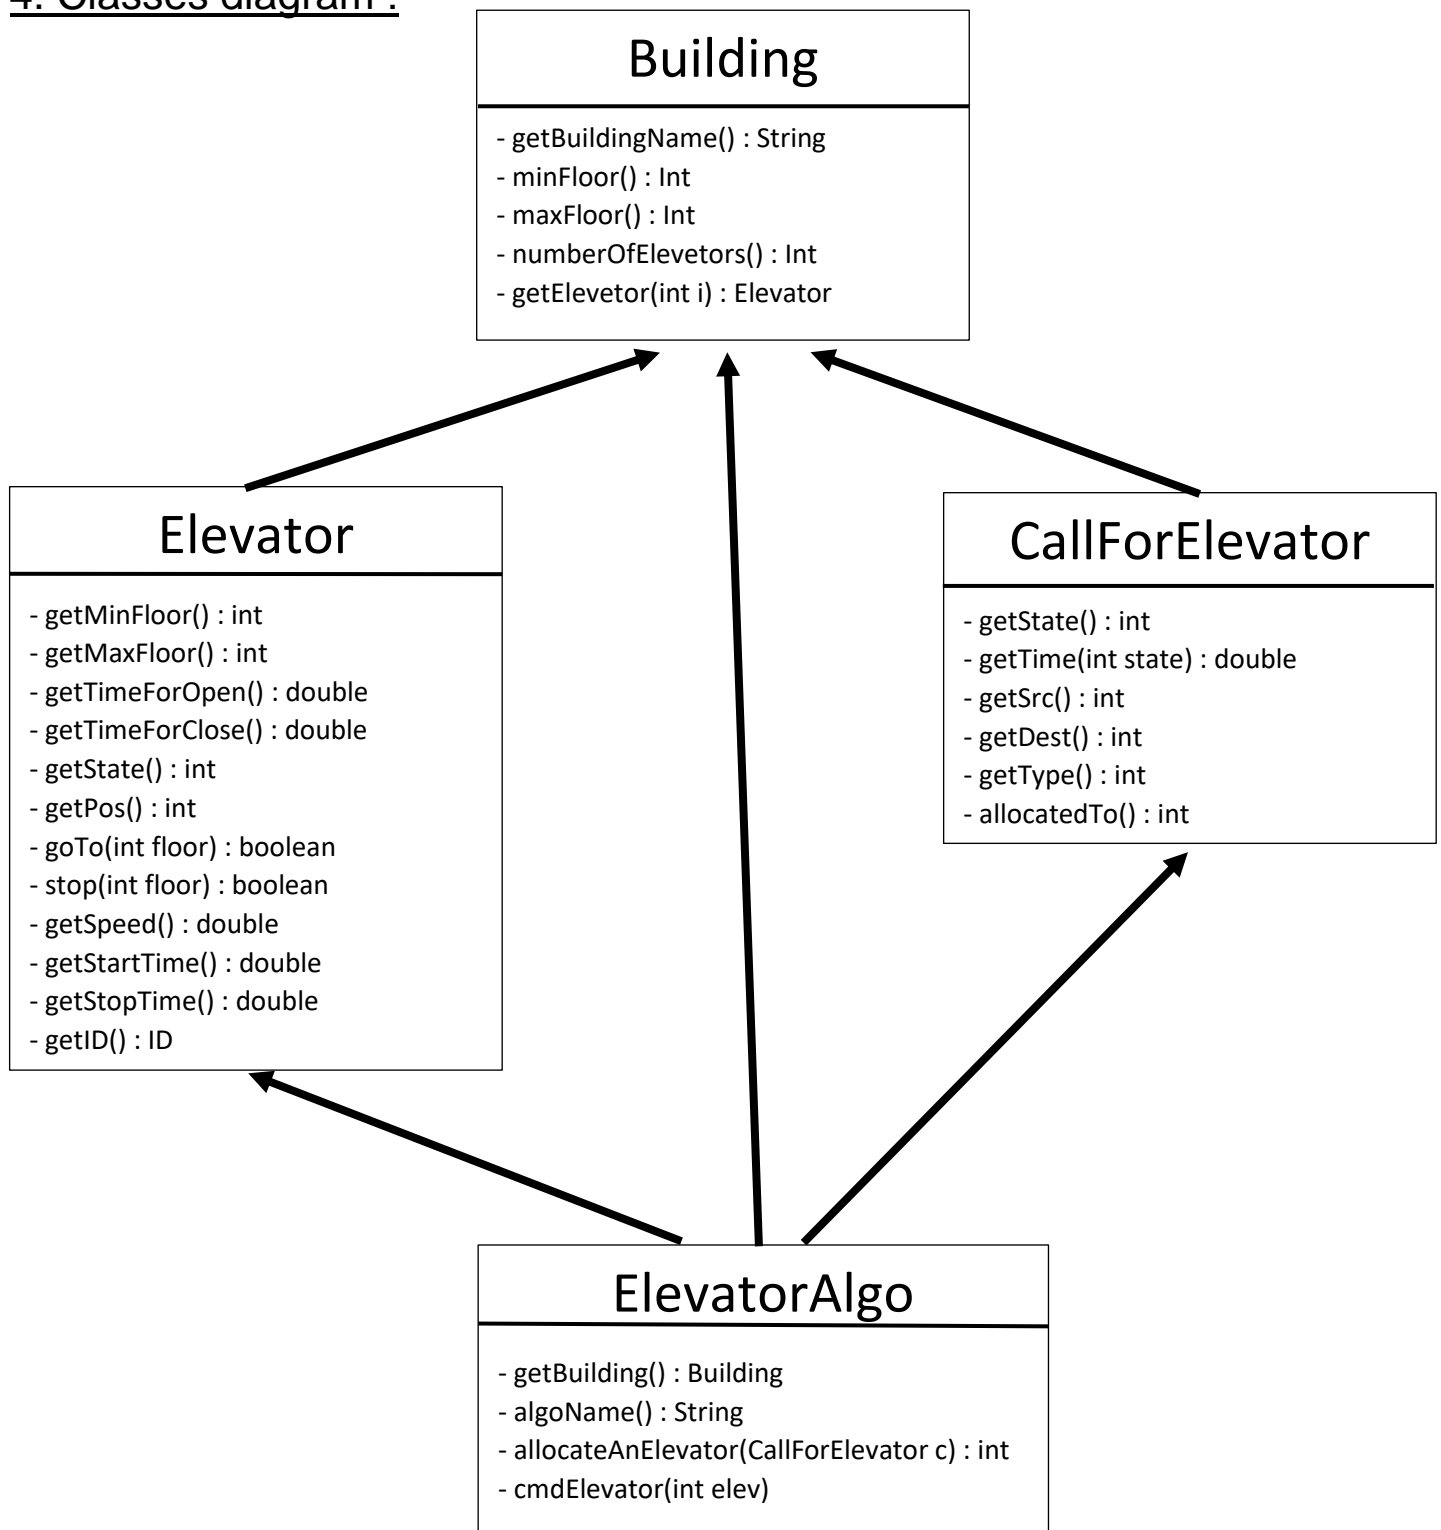 4. Classes diagram :
Building
- getBuildingName() : String
- minFloor() : Int
- maxFloor() : Int
- numberOfElevetors() : Int
- getElevetor(int i) : Elevator
Elevator
- getMinFloor() : int
- getMaxFloor() : int
- getTimeForOpen() : double
- getTimeForClose() : double
- getState() : int
- getPos() : int
- goTo(int floor) : boolean
- stop(int floor) : boolean
- getSpeed() : double
- getStartTime() : double
- getStopTime() : double
- getID() : ID
CallForElevator
- getState() : int
- getTime(int state) : double
- getSrc() : int
- getDest() : int
- getType() : int
- allocatedTo() : int
ElevatorAlgo
- getBuilding() : Building
- algoName() : String
- allocateAnElevator(CallForElevator c) : int
- cmdElevator(int elev)